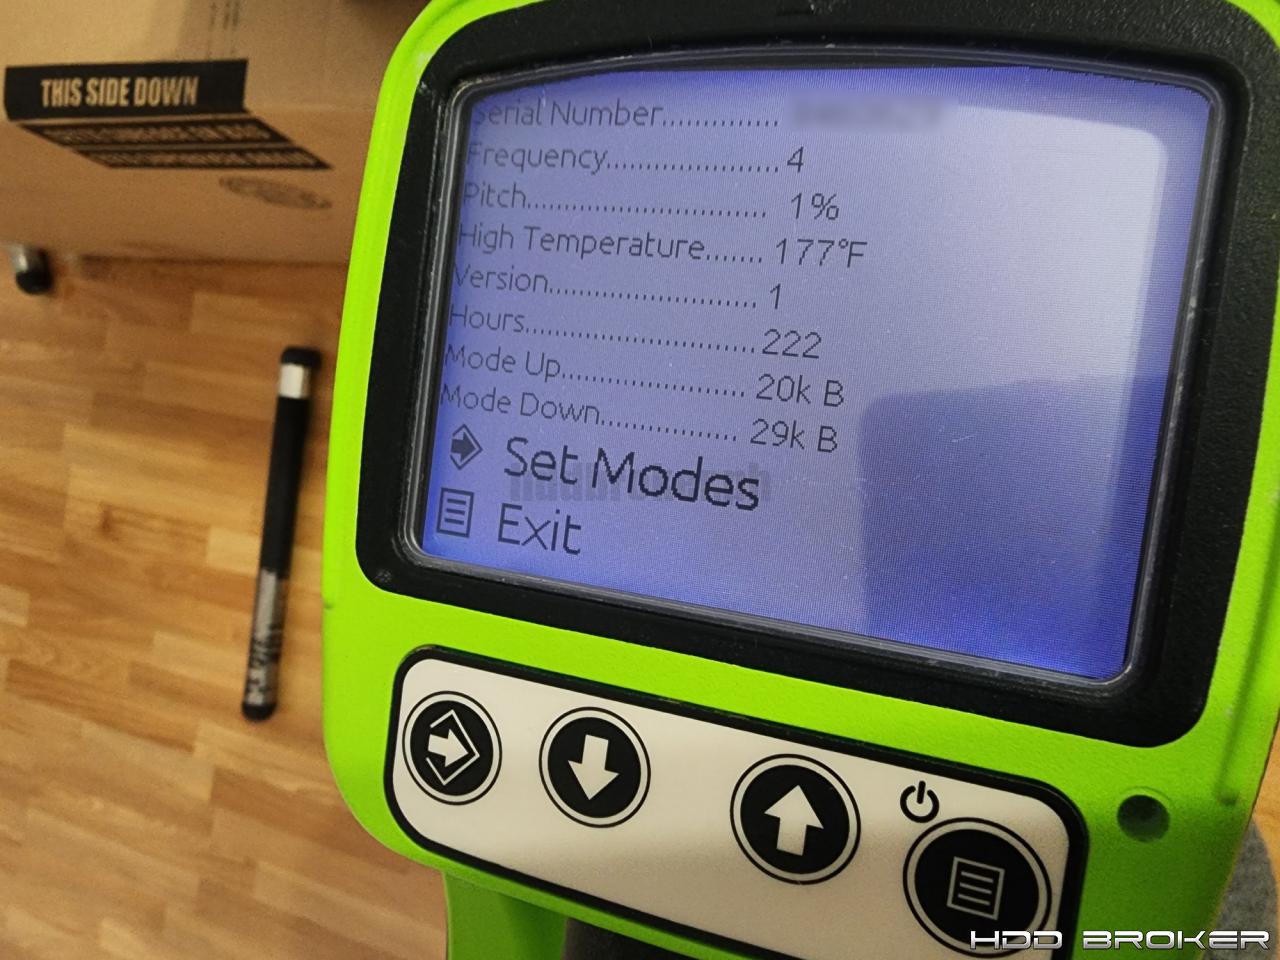 THIS SIDE DOWN
Serial Number..............
Frequency...................... 4
Pitch............................... 1%
High Temperature....... 177°F
Version........................... 1
Hours..............................222
Mode Up........................ 20k B
Mode Down.................. 29k B
Set Modes
Exit
HDD BROKER